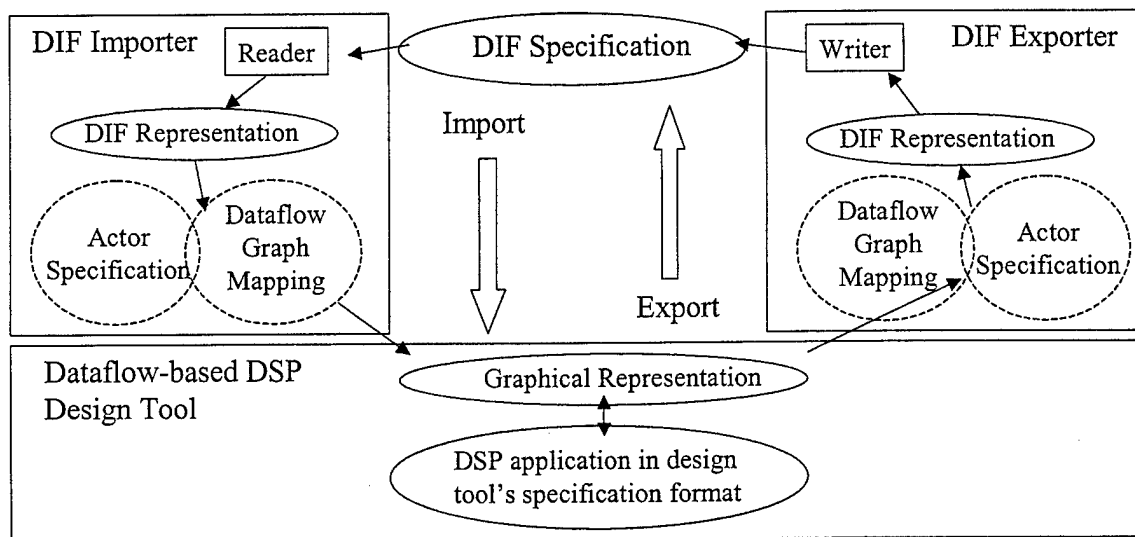 DIF Importer
Reader
DIF Specification
Writer
DIF Exporter
DIF Representation
Import
DIF Representation
Actor
Specification
Dataflow
Graph
Mapping
Dataflow
Graph
Mapping
Actor
Specification
Export
Dataflow-based DSP
Design Tool
Graphical Representation
DSP application in design
tool's specification format